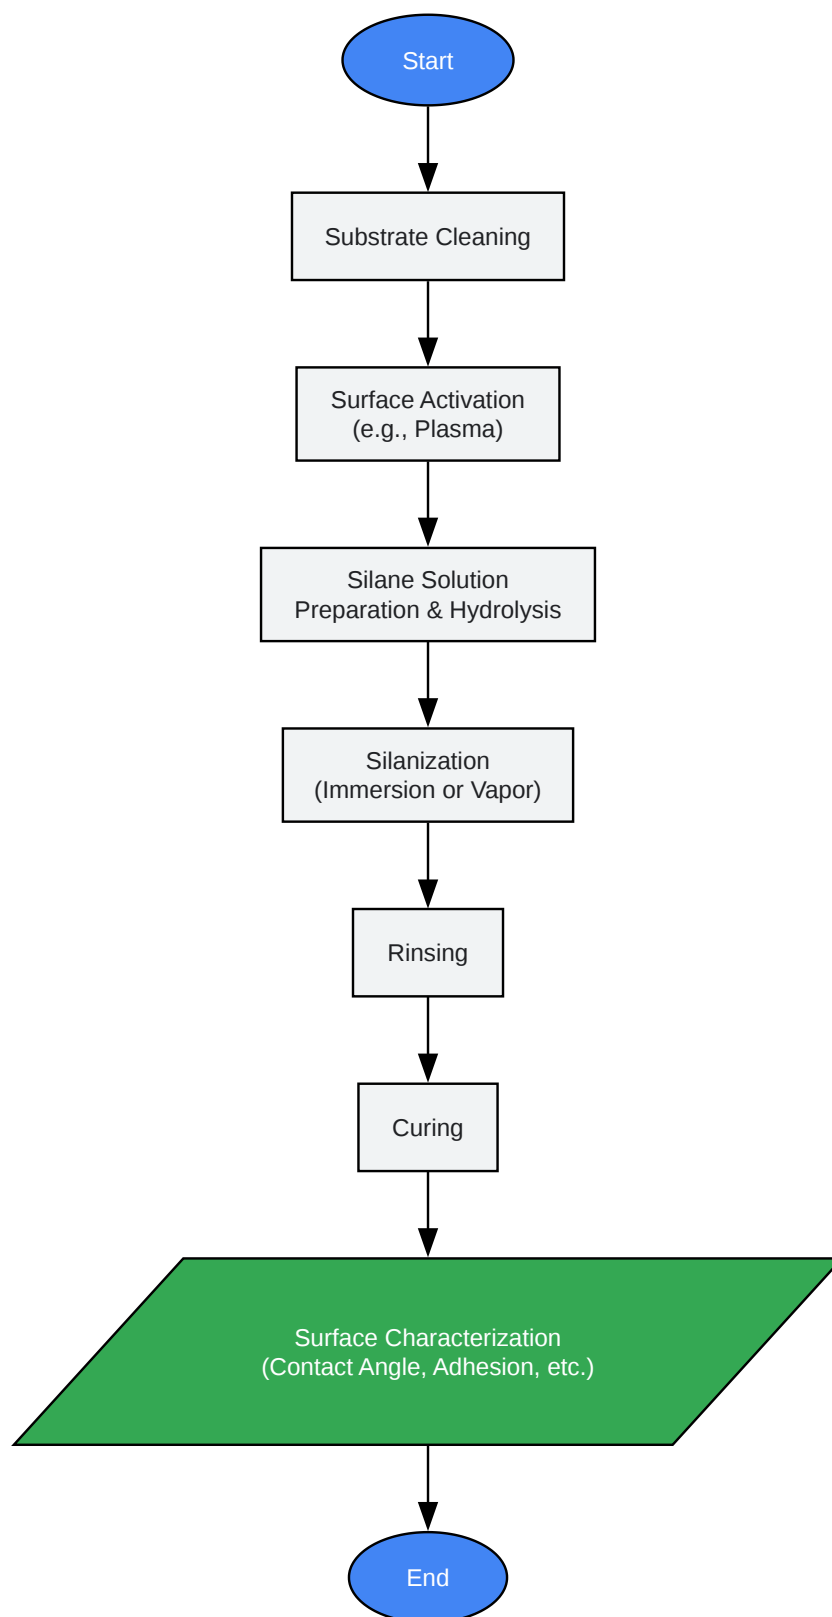 Start
Substrate Cleaning
Surface Activation
(e.g., Plasma)
Silane Solution
Preparation & Hydrolysis
Silanization
(Immersion or Vapor)
Rinsing
Curing
Surface Characterization
(Contact Angle, Adhesion, etc.)
End